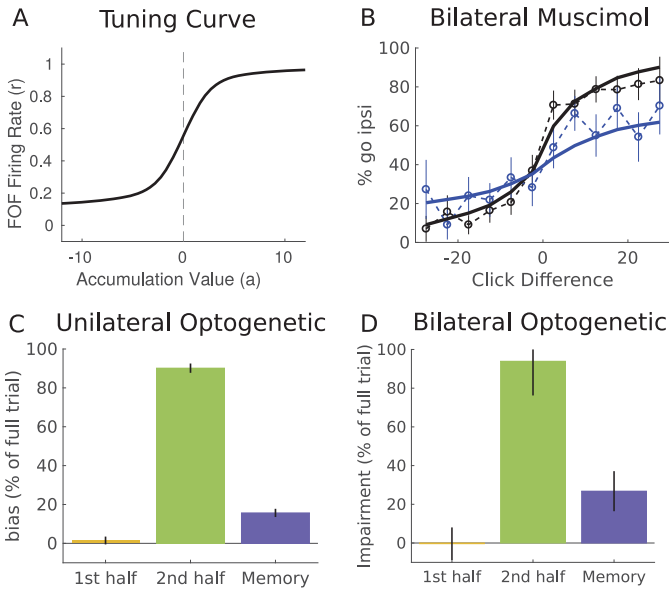 A Tuning Curve
FOF Firing Rate (r)
1
0.8
0.6
0.4
0.2
0
-10 0 10
Accumulation Value (a)
B Bilateral Muscimol
% go ipsi
100
80
60
40
20
0
-20 0 20
Click Difference
C Unilateral Optogenetic
bias (% of full trial)
100
80
60
40
20
0
1st half 2nd half Memory
D Bilateral Optogenetic
Impairment (% of full trial)
100
80
60
40
20
0
1st half 2nd half Memory